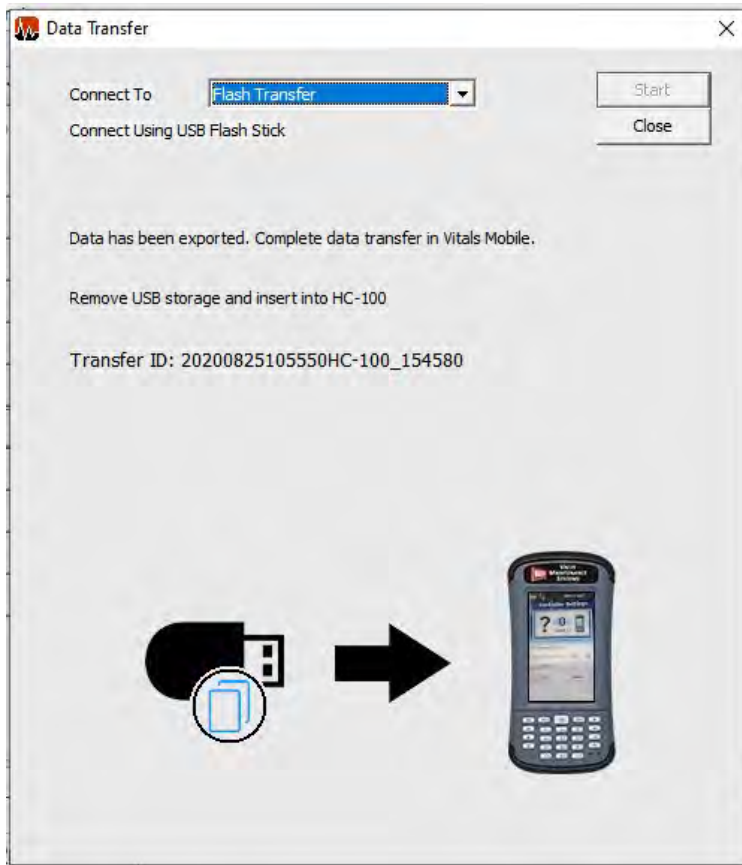 Data Transfer
Connect To
Flash Transfer
Start
Connect Using USB Flash Stick
Close
Data has been exported. Complete data transfer in Vitals Mobile.
Remove USB storage and insert into HC-100
Transfer ID: 20200825105550HC-100_154580